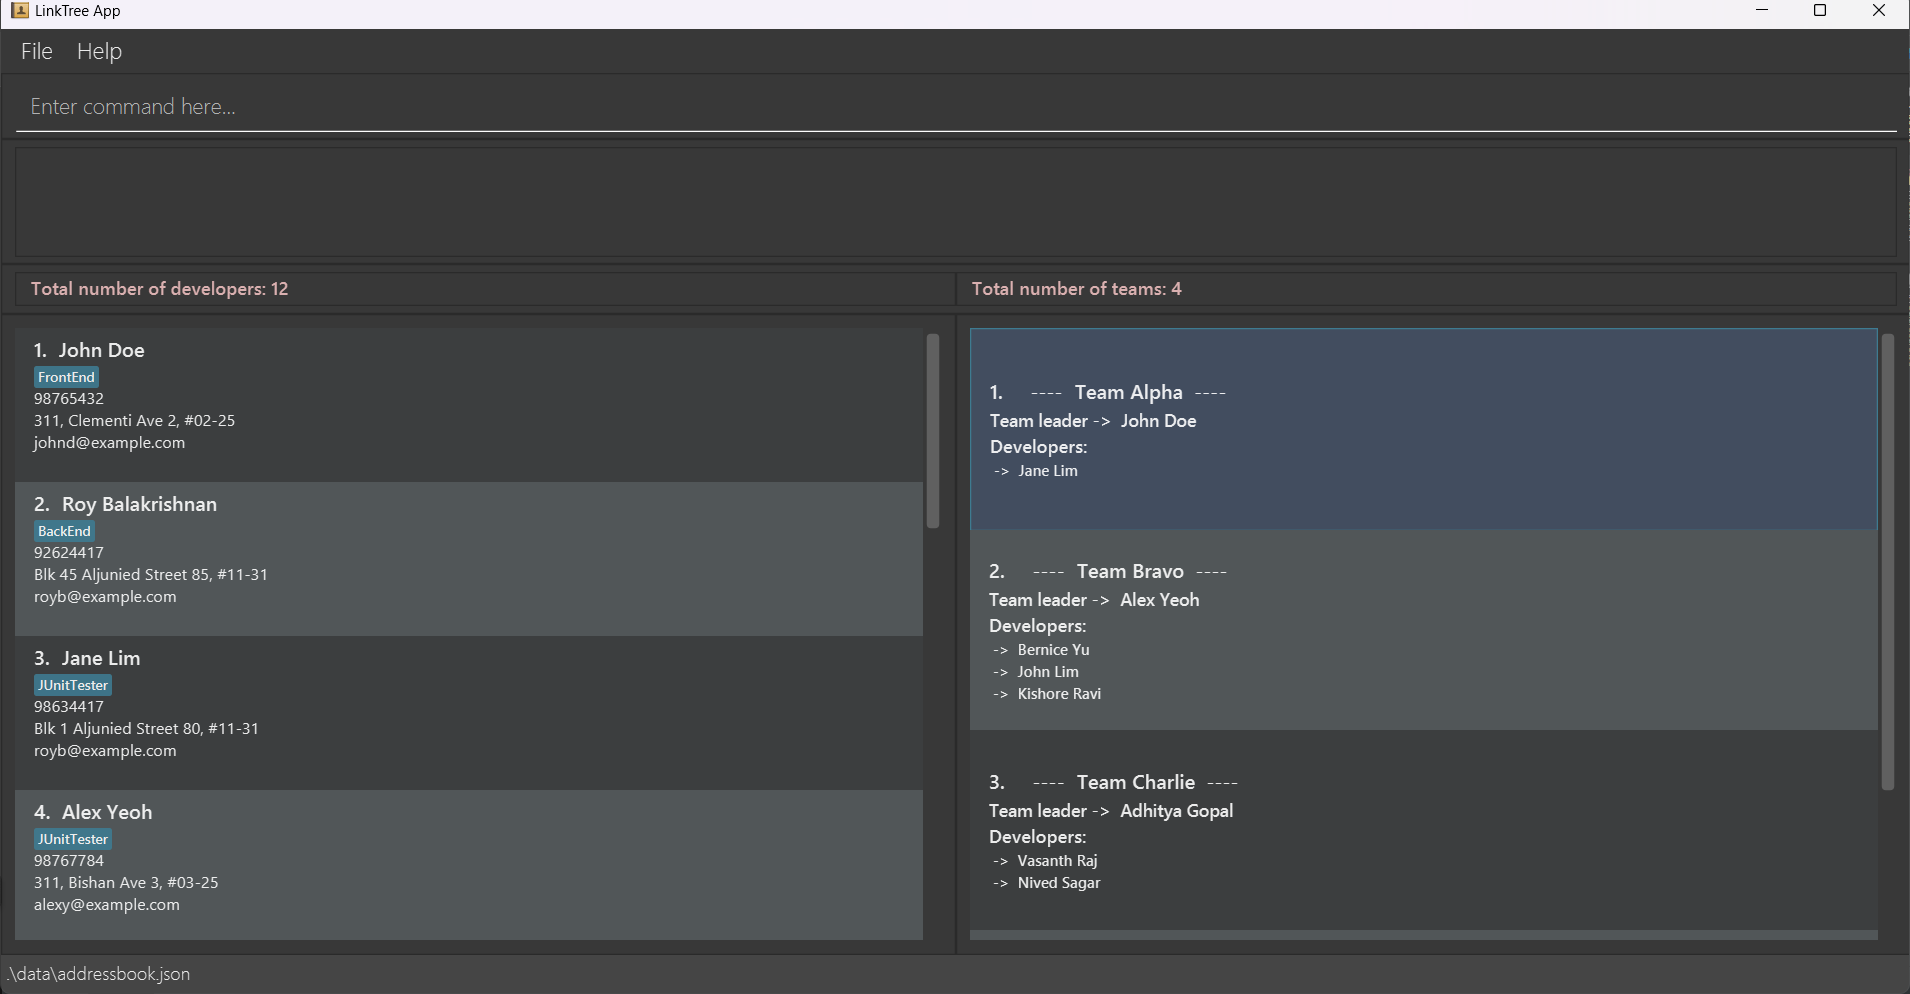 LinkTree App
File Help
Enter command here...
Total number of developers: 12
Total number of teams: 4
1. John Doe
FrontEnd
98765432
311, Clementi Ave 2, #02-25
johnd@example.com
2. Roy Balakrishnan
BackEnd
92624417
Blk 45 Aljunied Street 85, #11-31
royb@example.com
3. Jane Lim
JUnitTester
98634417
Blk 1 Aljunied Street 80, #11-31
royb@example.com
4. Alex Yeoh
JUnitTester
98767784
311, Bishan Ave 3, #03-25
alexy@example.com
1. ---- Team Alpha ----
Team leader -> John Doe
Developers:
-> Jane Lim
2. ---- Team Bravo ----
Team leader -> Alex Yeoh
Developers:
-> Bernice Yu
-> John Lim
-> Kishore Ravi
3. ---- Team Charlie ----
Team leader -> Adhitya Gopal
Developers:
-> Vasanth Raj
-> Nived Sagar
.\data\addressbook.json